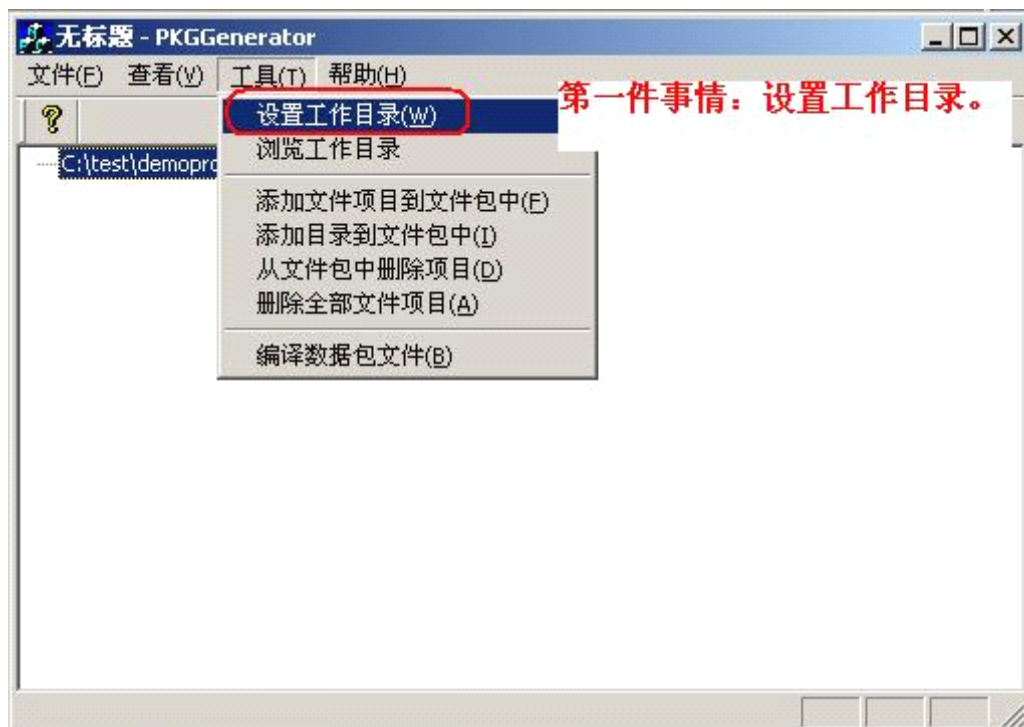 无标题 - PKGGenerator
文件(F) 查看(V) 工具(T) 帮助(H)
第一件事情：设置工作目录。
设置工作目录(W)
浏览工作目录
C:\test\demopro
添加文件项目到文件包中(F)
添加目录到文件包中(I)
从文件包中删除项目(D)
删除全部文件项目(A)
编译数据包文件(B)